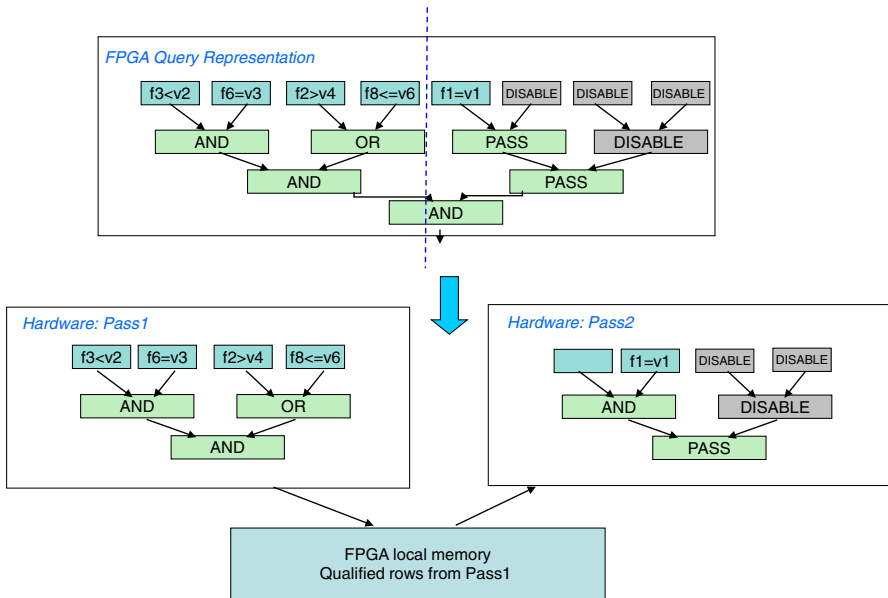 FPGA Query Representation
f3<v2 f6=v3 f2>v4 f8<=v6 f1=v1 DISABLE DISABLE DISABLE
AND OR PASS DISABLE
AND PASS
AND
Hardware: Pass1
f3<v2 f6=v3 f2>v4 f8<=v6
AND OR
AND
Hardware: Pass2
f1=v1 DISABLE DISABLE
AND DISABLE
PASS
FPGA local memory
Qualified rows from Pass1